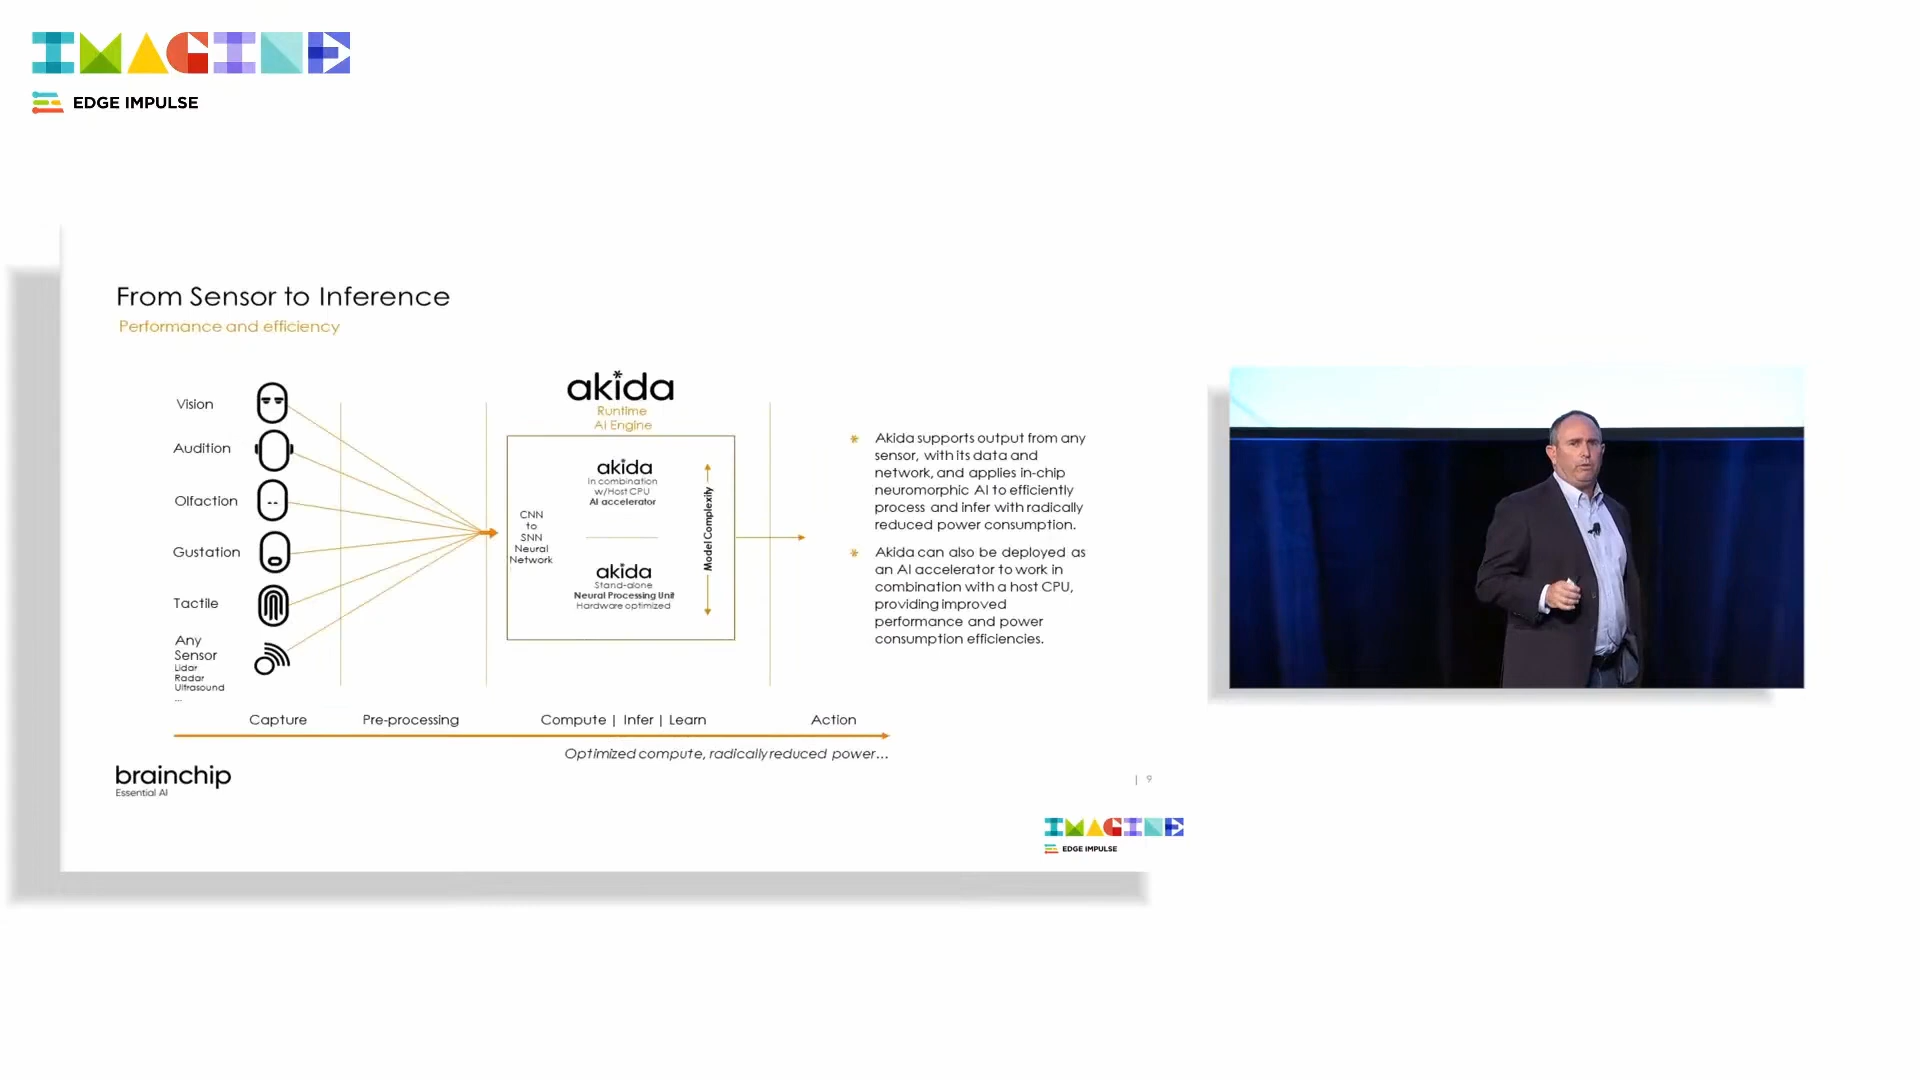 IMAGINE
EDGE IMPULSE
From Sensor to Inference
Performance and efficiency
Vision
Audition
Olfaction
Gustation
Tactile
Any
Sensor
Lidar
Radar
Ultrasound
...
akida
Runtime
AI Engine
CNN
to
SNN
Neural
Network
akida
In combination
w/Host CPU
AI accelerator
akida
Stand-alone
Neural Processing Unit
Hardware optimized
Model Complexity
* Akida supports output from any
sensor, with its data and
network, and applies in-chip
neuromorphic AI to efficiently
process and infer with radically
reduced power consumption.
* Akida can also be deployed as
an AI accelerator to work in
combination with a host CPU,
providing improved
performance and power
consumption efficiencies.
Capture
Pre-processing
Compute | Infer | Learn
Action
Optimized compute, radically reduced power...
brainchip
Essential AI
| 9
IMAGINE
EDGE IMPULSE